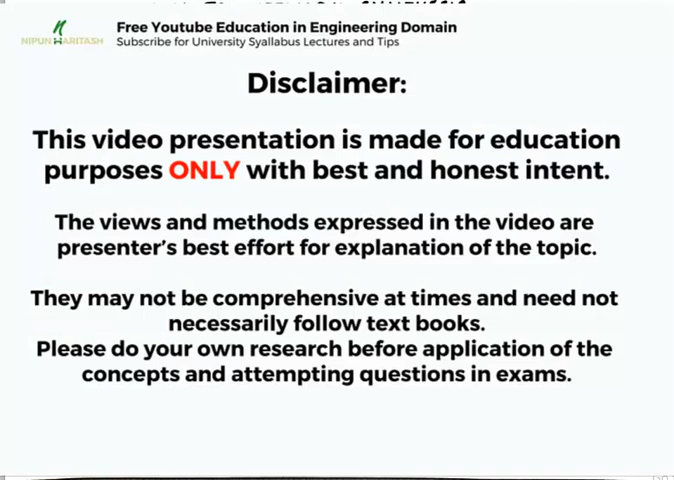 n
NIPUN HARITASH
Free Youtube Education in Engineering Domain
Subscribe for University Syallabus Lectures and Tips
Disclaimer:
This video presentation is made for education
purposes ONLY with best and honest intent.
The views and methods expressed in the video are
presenter's best effort for explanation of the topic.
They may not be comprehensive at times and need not
necessarily follow text books.
Please do your own research before application of the
concepts and attempting questions in exams.